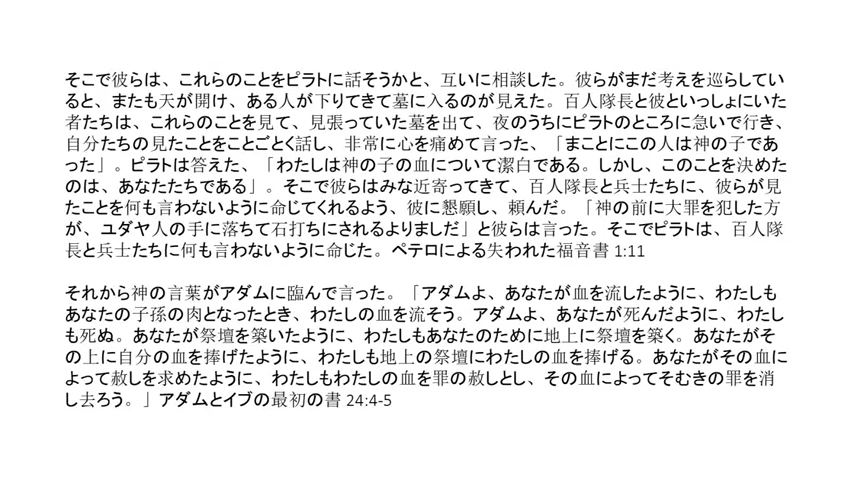 そこで彼らは、これらのことをピラトに話そうかと、互いに相談した。彼らがまだ考えを巡らしてい
ると、またも天が開け、ある人が下りてきて墓に入るのが見えた。百人隊長と彼といっしょにいた
者たちは、これらのことを見て、見張っていた墓を出て、夜のうちにピラトのところに急いで行き、
自分たちの見たことをことごとく話し、非常に心を痛めて言った、「まことにこの人は神の子であ
った」。ピラトは答えた、「わたしは神の子の血について潔白である。しかし、このことを決めた
のは、あなたたちである」。そこで彼らはみな近寄ってきて、百人隊長と兵士たちに、彼らが見
たことを何も言わないように命じてくれるよう、彼に懇願し、頼んだ。「神の前に大罪を犯した方
が、ユダヤ人の手に落ちて石打ちにされるよりましだ」と彼らは言った。そこでピラトは、百人隊
長と兵士たちに何も言わないように命じた。ペテロによる失われた福音書 1:11
それから神の言葉がアダムに臨んで言った。「アダムよ、あなたが血を流したように、わたしも
あなたの子孫の肉となったとき、わたしの血を流そう。アダムよ、あなたが死んだように、わたし
も死ぬ。あなたが祭壇を築いたように、わたしもあなたのために地上に祭壇を築く。あなたがそ
の上に自分の血を捧げたように、わたしも地上の祭壇にわたしの血を捧げる。あなたがその血に
よって赦しを求めたように、わたしもわたしの血を罪の赦しとし、その血によってそむきの罪を消
し去ろう。」アダムとイブの最初の書 24:4-5